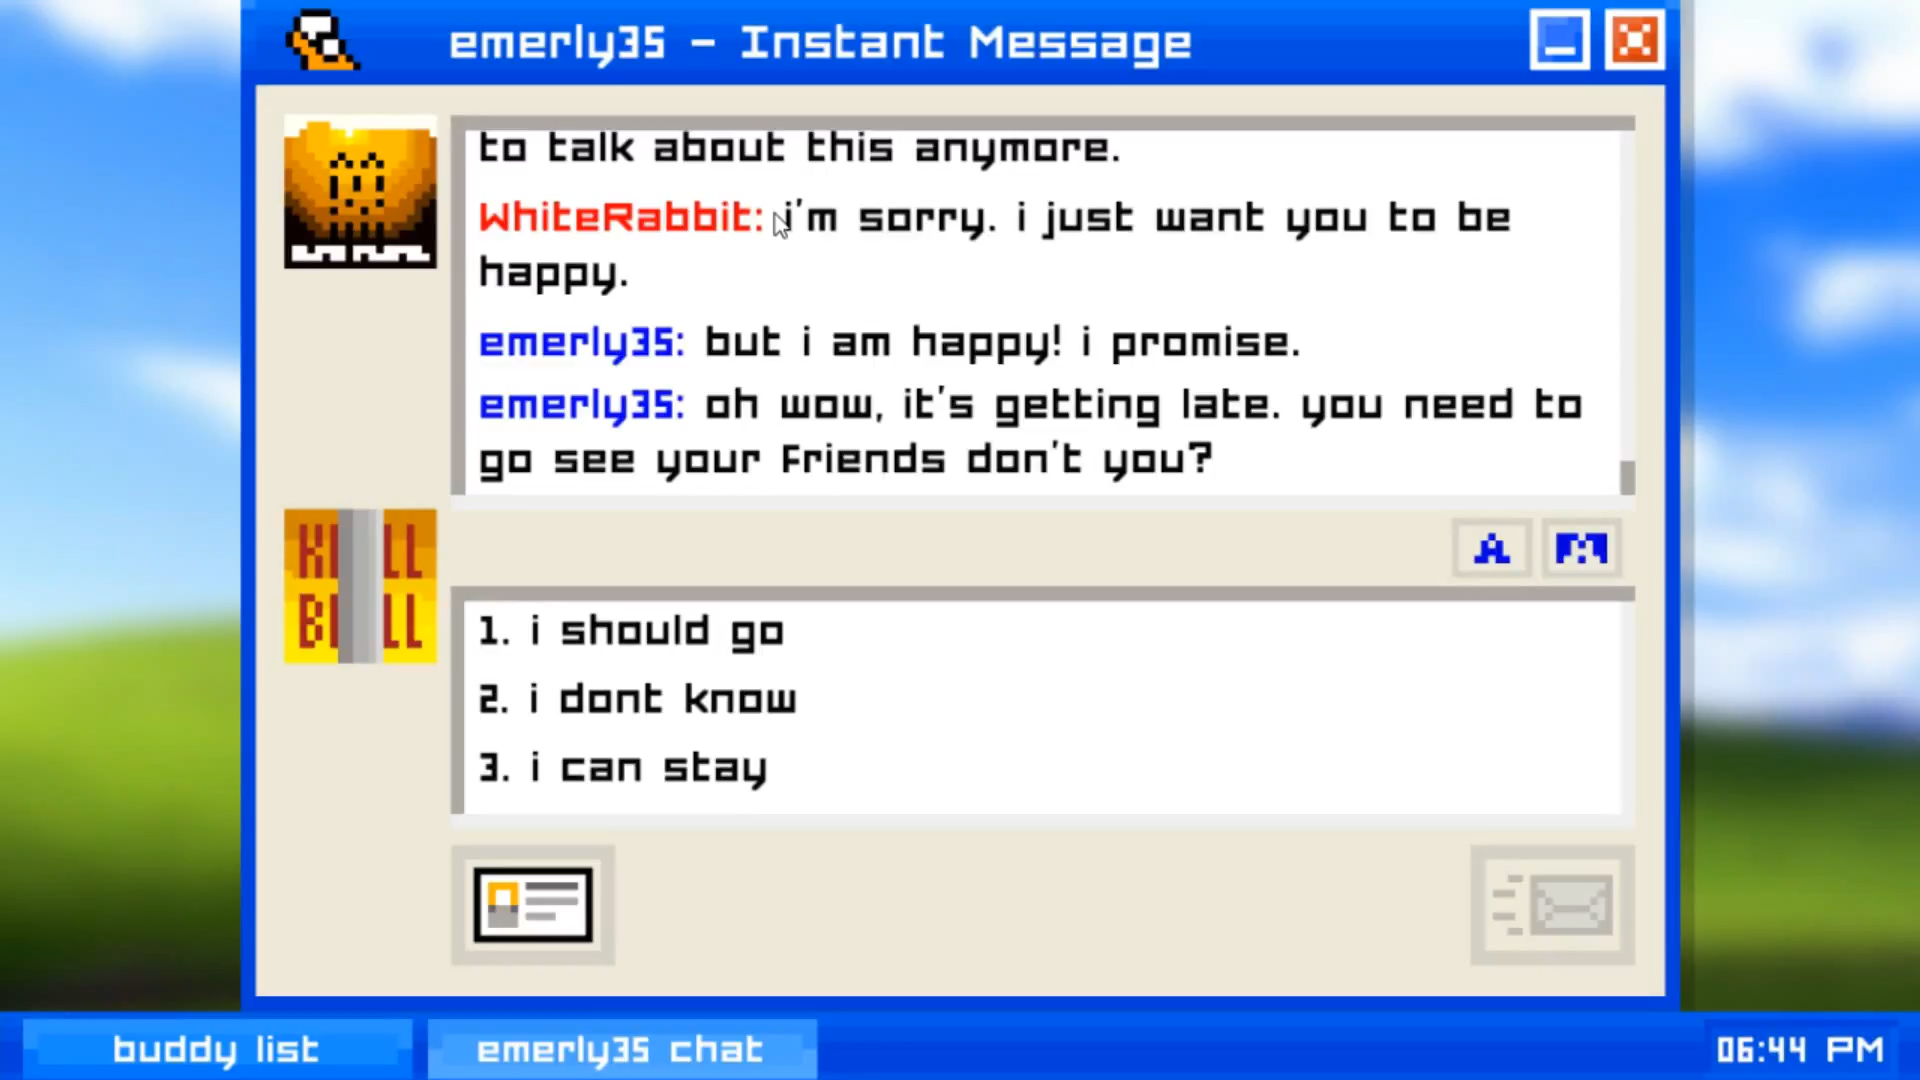 emerly35 - Instant Message
to talk about this anymore.
WhiteRabbit: i'm sorry. i just want you to be
happy.
emerly35: but i am happy! i promise.
emerly35: oh wow, it's getting late. you need to
go see your friends don't you?
A
KILL
BILL
1. i should go
2. i dont know
3. i can stay
buddy list
emerly35 chat
06:44 PM